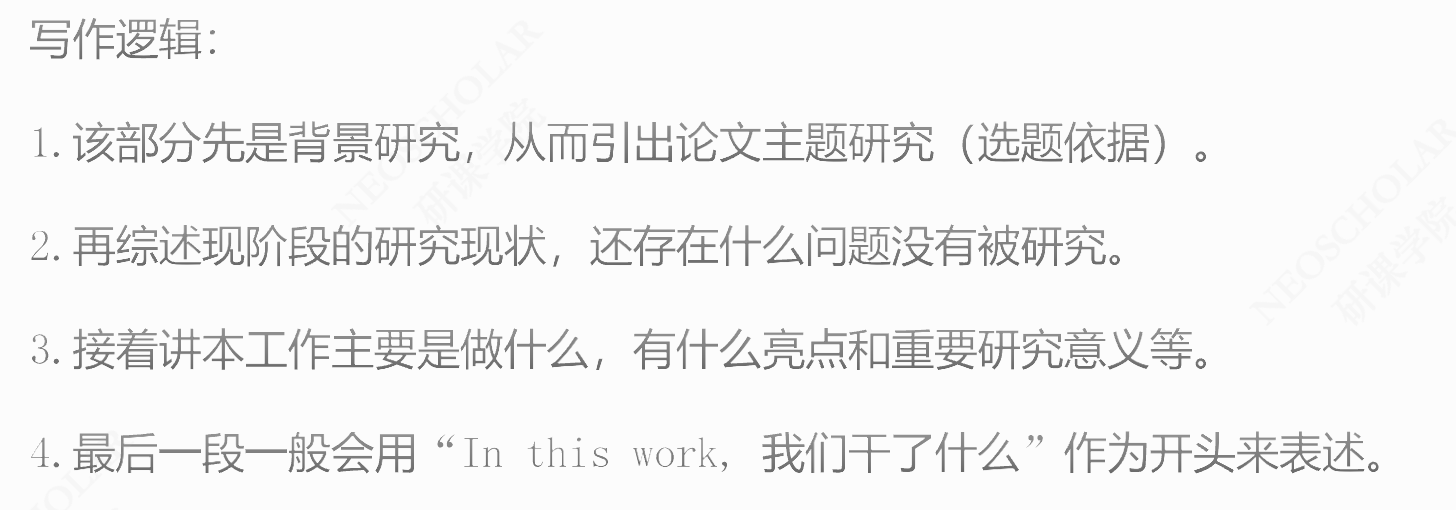 写作逻辑：
1. 该部分先是背景研究，从而引出论文主题研究（选题依据）。
2. 再综述现阶段的研究现状，还存在什么问题没有被研究。
3. 接着讲本工作主要是做什么，有什么亮点和重要研究意义等。
4. 最后一段一般会用“In this work, 我们干了什么”作为开头来表述。
NEOSCHOLAR
研课学院
NEOSCHOLAR
研课学院